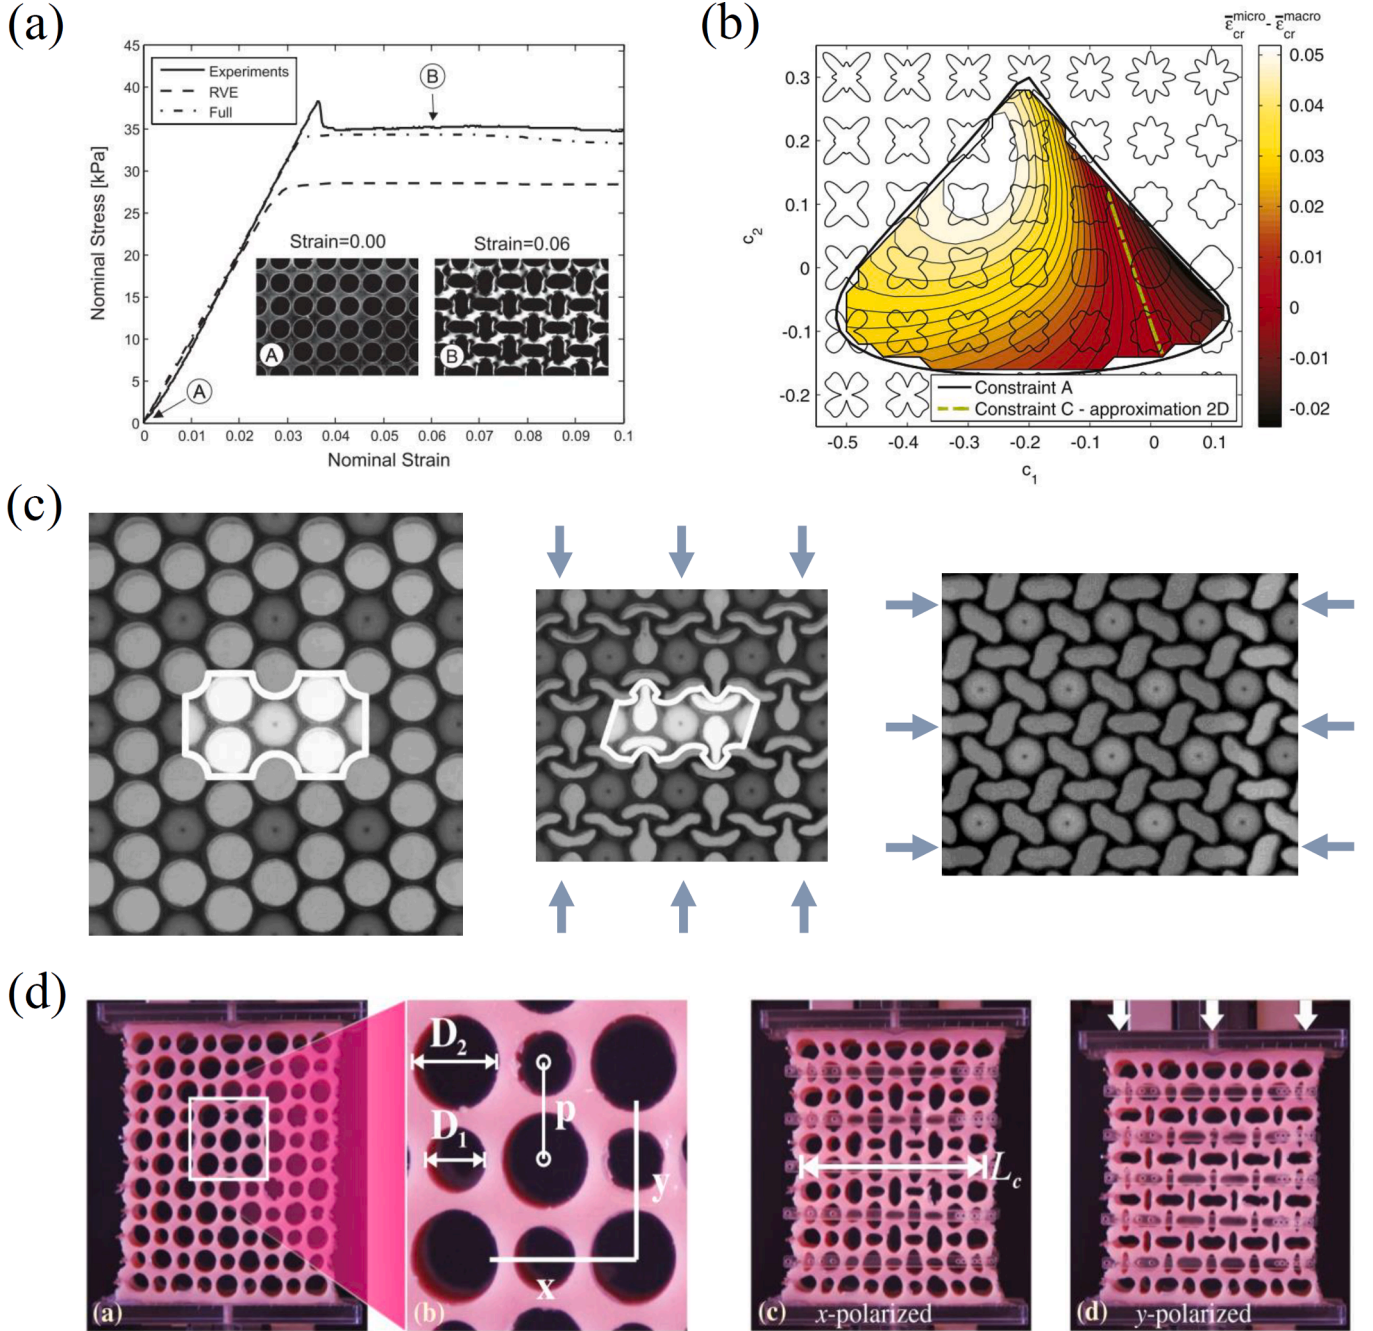 (a)
45
40
35
30
25
20
15
10
5
0
Nominal Stress [kPa]
Experiments
RVE
Full
B
Strain=0.00
Strain=0.06
A
B
A
0
0.01
0.02
0.03
0.04
0.05
0.06
0.07
0.08
0.09
0.1
Nominal Strain
(b)
ε̄ micro cr - ε̄ macro cr
0.3
0.2
0.1
0
-0.1
-0.2
c2
Constraint A
Constraint C - approximation 2D
-0.5
-0.4
-0.3
-0.2
-0.1
0
0.1
c1
0.05
0.04
0.03
0.02
0.01
0
-0.01
-0.02
(c)
(d)
D2
D1
p
y
x
Lc
(a)
(b)
(c) x-polarized
(d) y-polarized